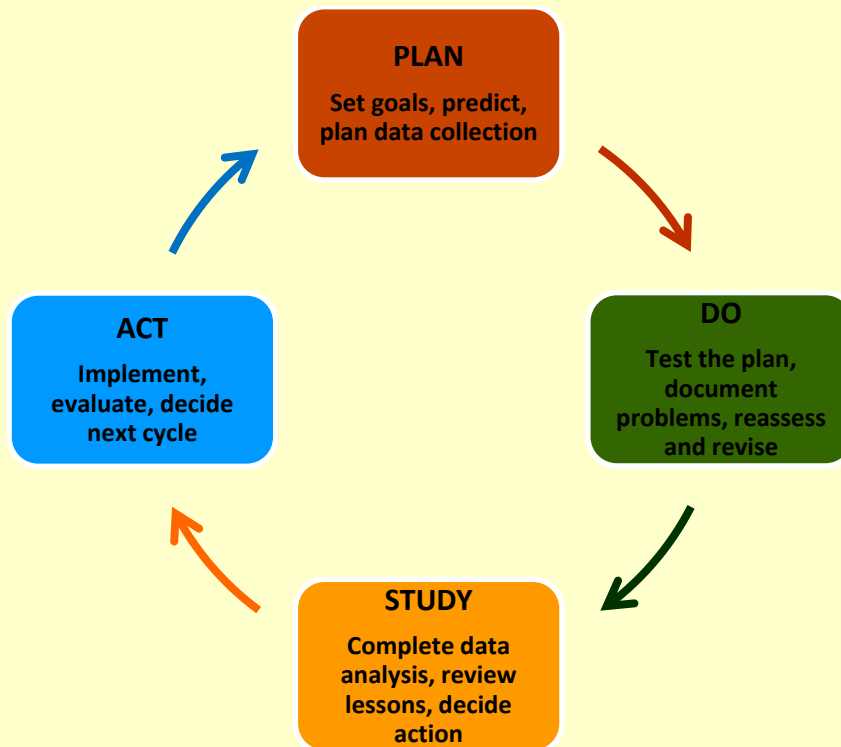 PLAN
Set goals, predict,
plan data collection
DO
Test the plan,
document
problems, reassess
and revise
STUDY
Complete data
analysis, review
lessons, decide
action
ACT
Implement,
evaluate, decide
next cycle